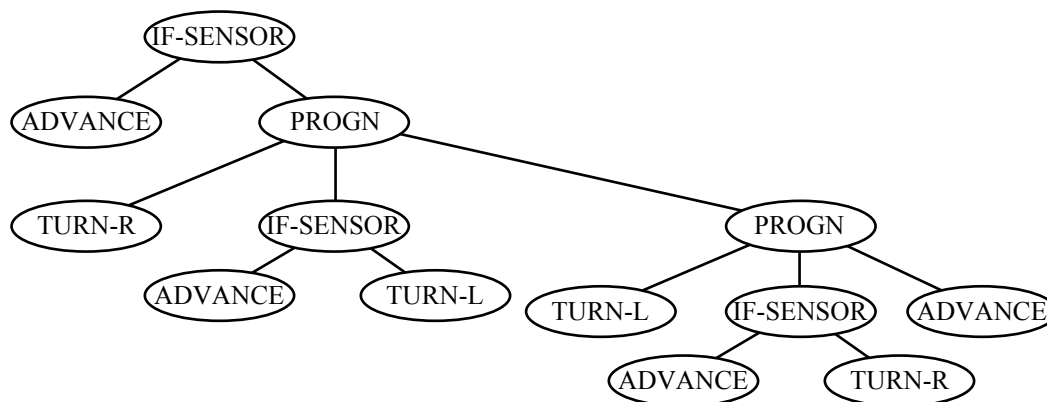 IF-SENSOR
ADVANCE
PROGN
TURN-R
IF-SENSOR
PROGN
ADVANCE
TURN-L
TURN-L
IF-SENSOR
ADVANCE
ADVANCE
TURN-R